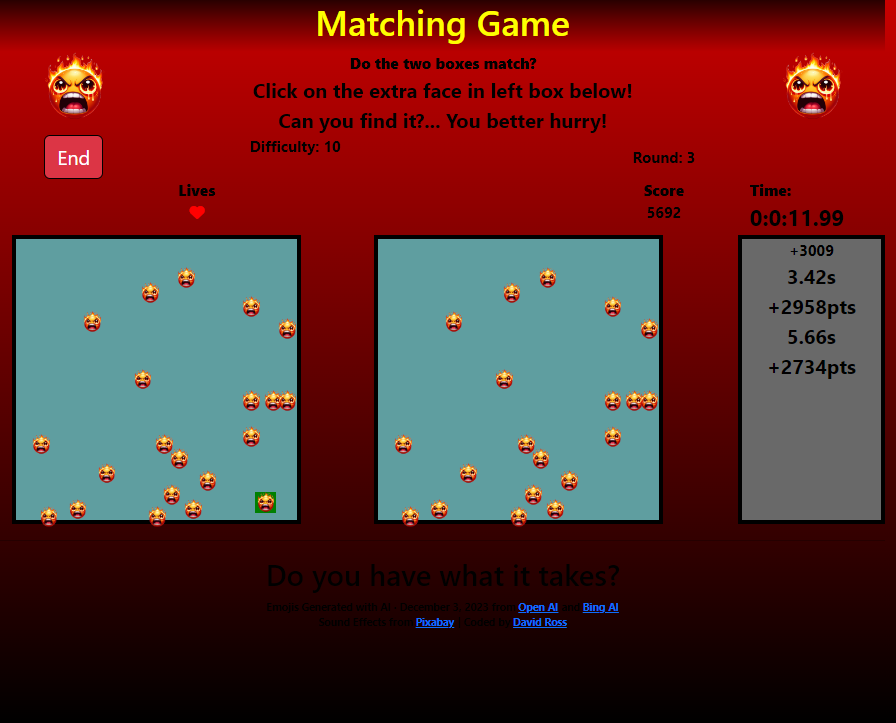 Matching Game
Do the two boxes match?
Click on the extra face in left box below!
Can you find it?... You better hurry!
End
Difficulty: 10
Round: 3
Lives
Score
5692
Time:
0:0:11.99
+3009
3.42s
+2958pts
5.66s
+2734pts
Do you have what it takes?
Emojis Generated with AI - December 3, 2023 from Open AI and Bing AI
Sound Effects from Pixabay - Coded by David Ross